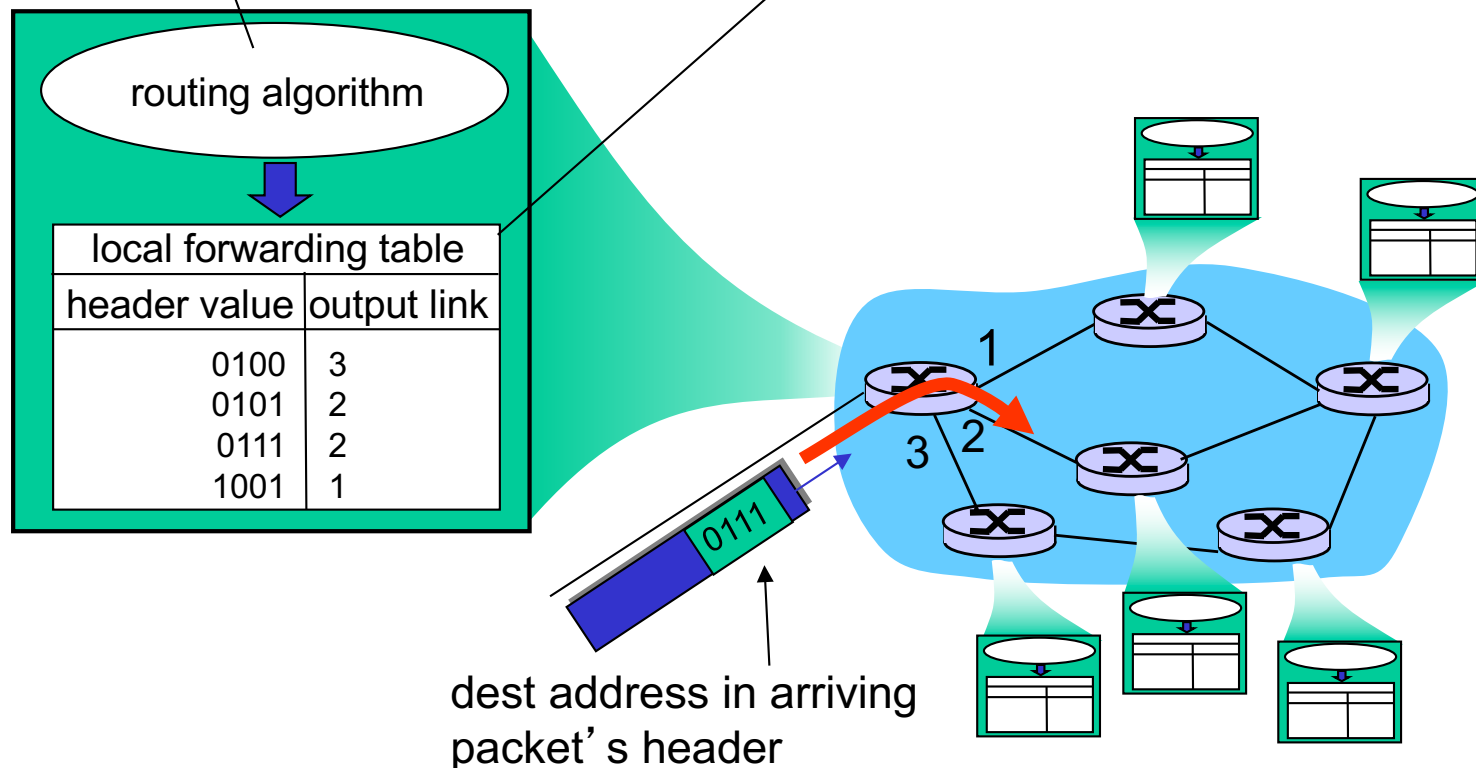 routing algorithm
local forwarding table
header value output link
0100 3
0101 2
0111 2
1001 1
1
2
3
0111
dest address in arriving
packet's header